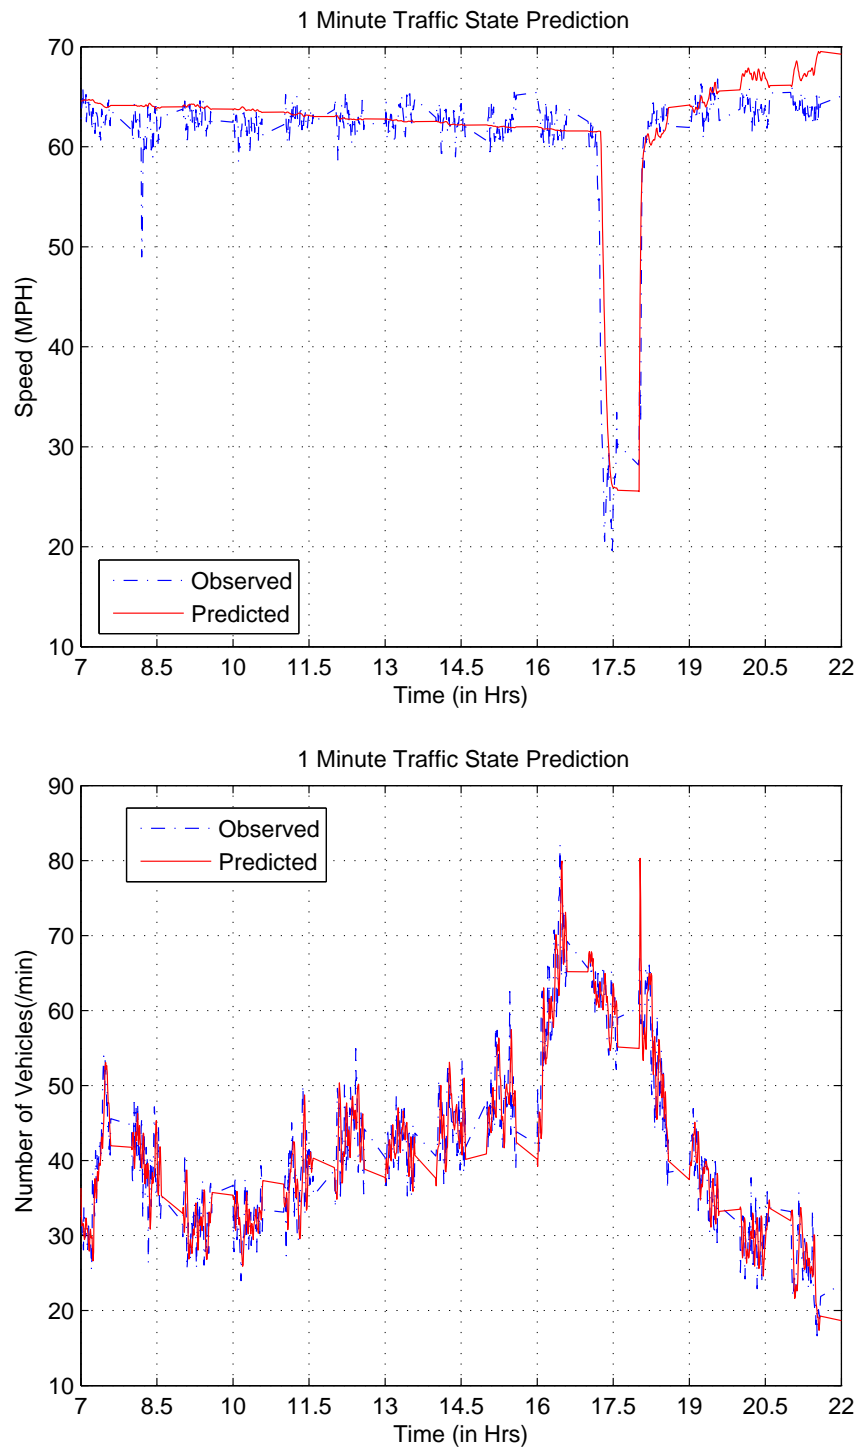 1 Minute Traffic State Prediction
70
60
50
40
30
20
10
Speed (MPH)
Observed
Predicted
7 8.5 10 11.5 13 14.5 16 17.5 19 20.5 22
Time (in Hrs)
1 Minute Traffic State Prediction
90
80
70
60
50
40
30
20
10
Number of Vehicles(/min)
Observed
Predicted
7 8.5 10 11.5 13 14.5 16 17.5 19 20.5 22
Time (in Hrs)